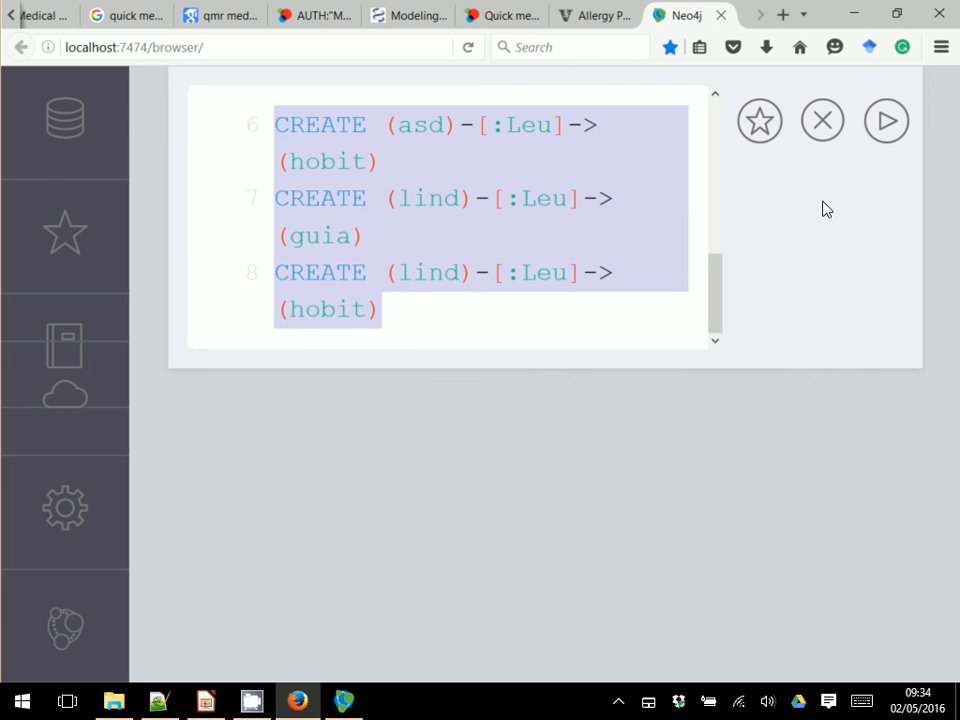 Medical ...
quick me...
qmr med...
AUTH:"M...
Modeling...
Quick me...
Allergy P...
Neo4j
localhost:7474/browser/
Search
6 CREATE (asd)-[:Leu]->
(hobit)
7 CREATE (lind)-[:Leu]->
(guia)
8 CREATE (lind)-[:Leu]->
(hobit)
09:34
02/05/2016